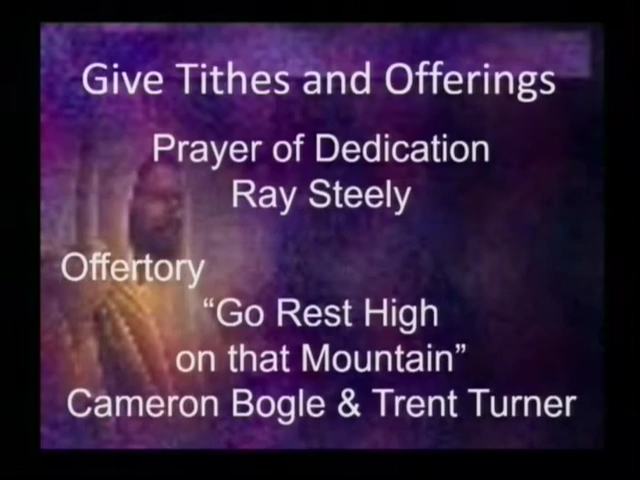 Give Tithes and Offerings
Prayer of Dedication
Ray Steely
Offertory
“Go Rest High
on that Mountain”
Cameron Bogle & Trent Turner